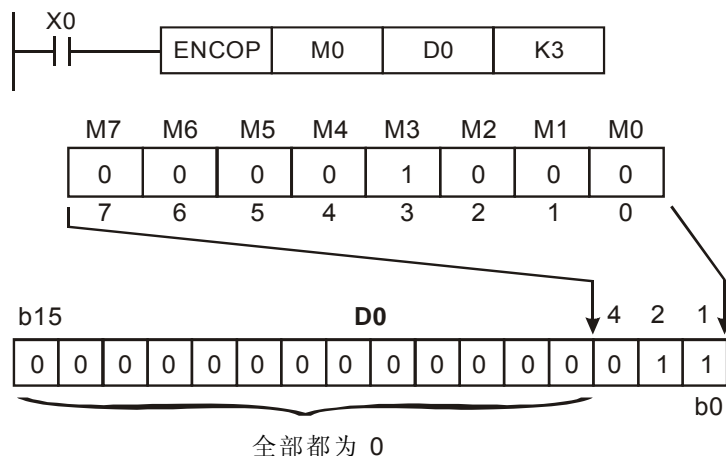 X0
ENCOP M0 D0 K3
M7 M6 M5 M4 M3 M2 M1 M0
0 0 0 0 1 0 0 0
7 6 5 4 3 2 1 0
b15 D0 4 2 1
0 0 0 0 0 0 0 0 0 0 0 0 0 0 1 1
b0
全部都为 0